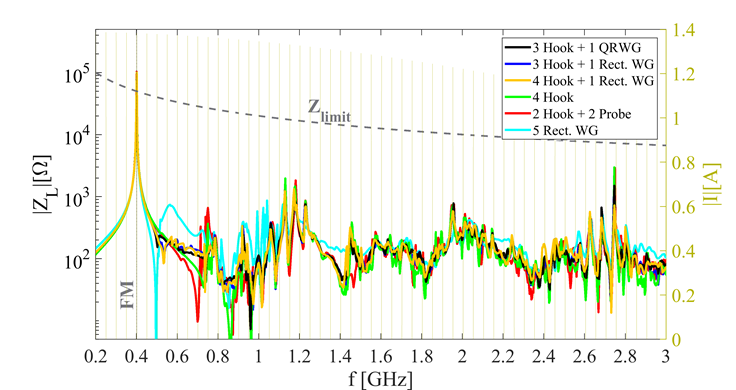 3 Hook + 1 QRWG
3 Hook + 1 Rect. WG
4 Hook + 1 Rect. WG
4 Hook
2 Hook + 2 Probe
5 Rect. WG
Z_limit
FM
|Z_L|[Ω]
10^5
10^4
10^3
10^2
1.4
1.2
1
0.8
0.6
0.4
0.2
0
|I|[A]
0.2 0.4 0.6 0.8 1 1.2 1.4 1.6 1.8 2 2.2 2.4 2.6 2.8 3
f [GHz]